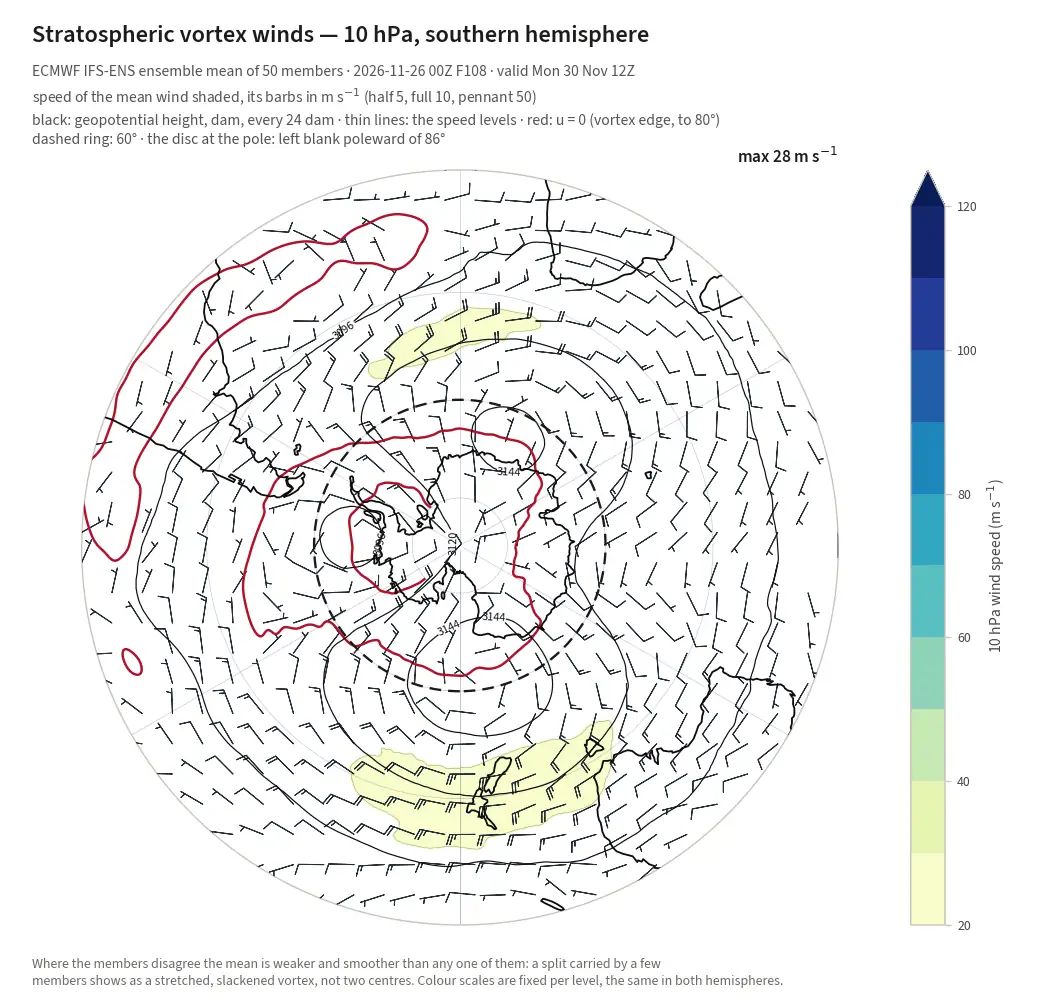 Stratospheric vortex winds — 10 hPa, southern hemisphere
ECMWF IFS-ENS ensemble mean of 50 members · 2026-11-26 00Z F108 · valid Mon 30 Nov 12Z
speed of the mean wind shaded, its barbs in m s⁻¹ (half 5, full 10, pennant 50)
black: geopotential height, dam, every 24 dam · thin lines: the speed levels · red: u = 0 (vortex edge, to 80°)
dashed ring: 60° · the disc at the pole: left blank poleward of 86°
max 28 m s⁻¹
120
100
80
60
40
20
10 hPa wind speed (m s⁻¹)
3096
3144
3120
3144
3144
Where the members disagree the mean is weaker and smoother than any one of them: a split carried by a few
members shows as a stretched, slackened vortex, not two centres. Colour scales are fixed per level, the same in both hemispheres.